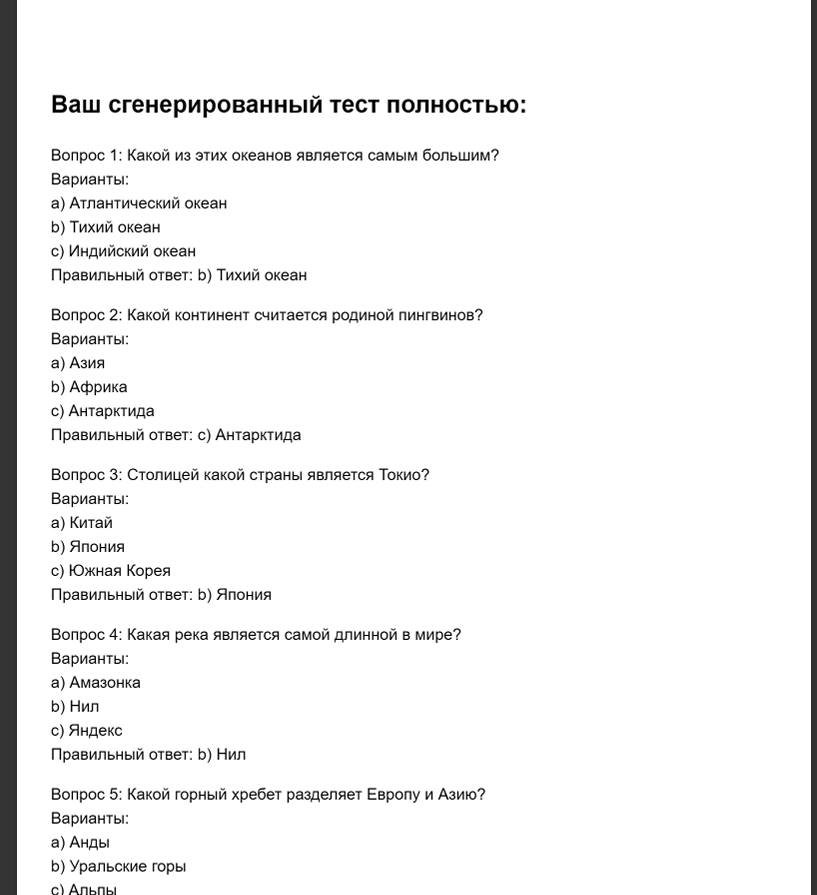 Ваш сгенерированный тест полностью:
Вопрос 1: Какой из этих океанов является самым большим?
Варианты:
a) Атлантический океан
b) Тихий океан
c) Индийский океан
Правильный ответ: b) Тихий океан
Вопрос 2: Какой континент считается родиной пингвинов?
Варианты:
a) Азия
b) Африка
c) Антарктида
Правильный ответ: c) Антарктида
Вопрос 3: Столицей какой страны является Токио?
Варианты:
a) Китай
b) Япония
c) Южная Корея
Правильный ответ: b) Япония
Вопрос 4: Какая река является самой длинной в мире?
Варианты:
a) Амазонка
b) Нил
c) Яндекс
Правильный ответ: b) Нил
Вопрос 5: Какой горный хребет разделяет Европу и Азию?
Варианты:
a) Анды
b) Уральские горы
c) Альпы